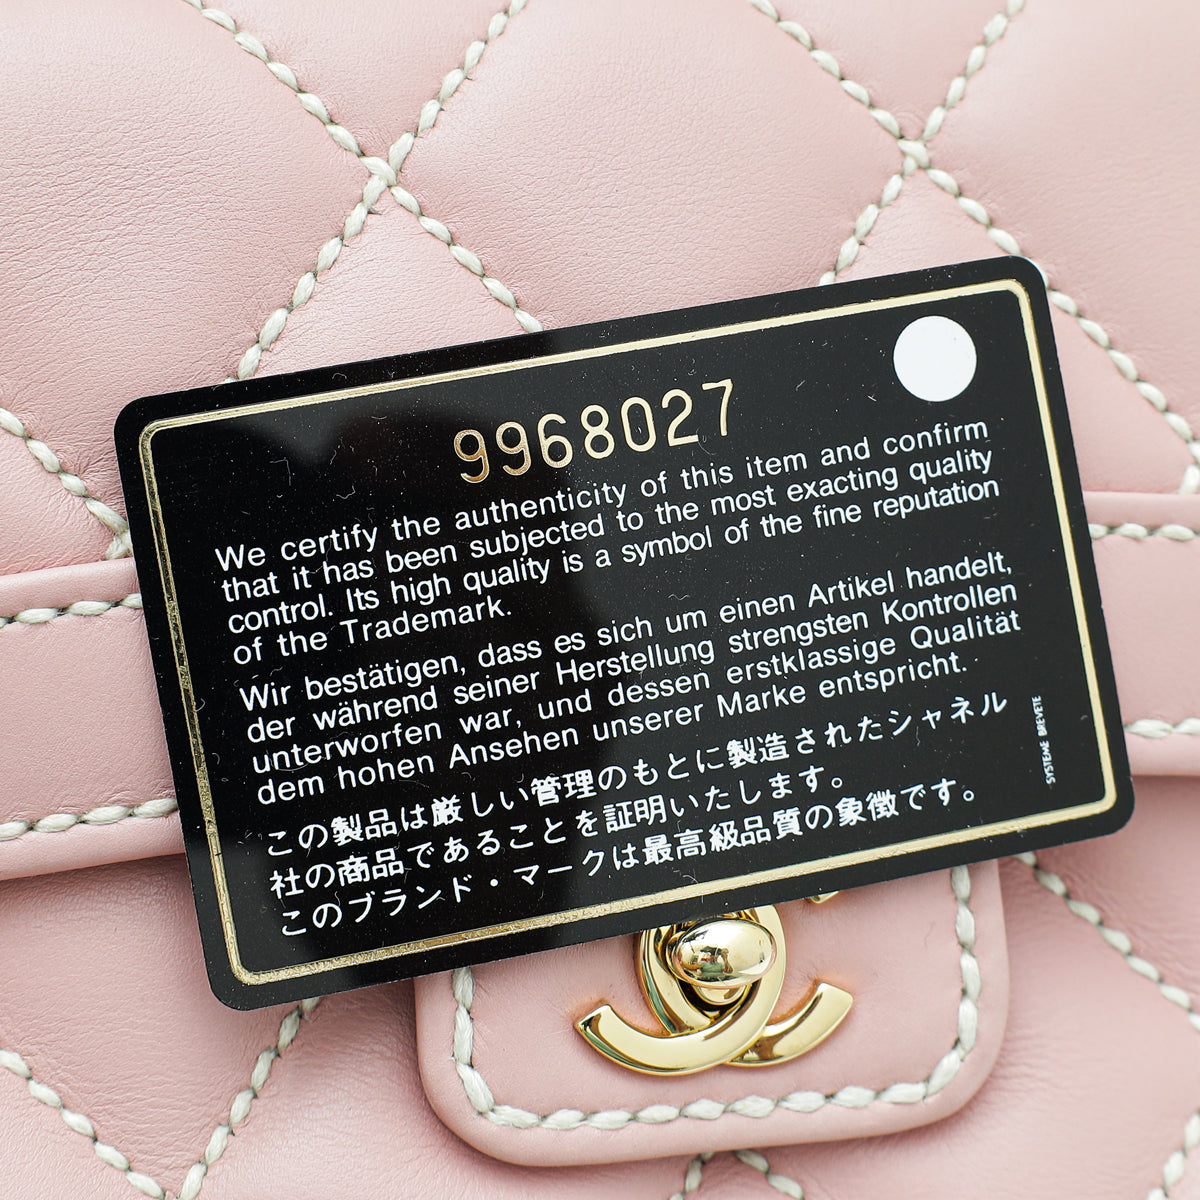 9968027
We certify the authenticity of this item and confirm
that it has been subjected to the most exacting quality
control. Its high quality is a symbol of the fine reputation
of the Trademark.
Wir bestätigen, dass es sich um einen Artikel handelt,
der während seiner Herstellung strengsten Kontrollen
unterworfen war, und dessen erstklassige Qualität
dem hohen Ansehen unserer Marke entspricht.
この製品は厳しい管理のもとに製造されたシャネル
社の商品であることを証明いたします。
このブランド・マークは最高級品質の象徴です。
SYSTEME BREVETE